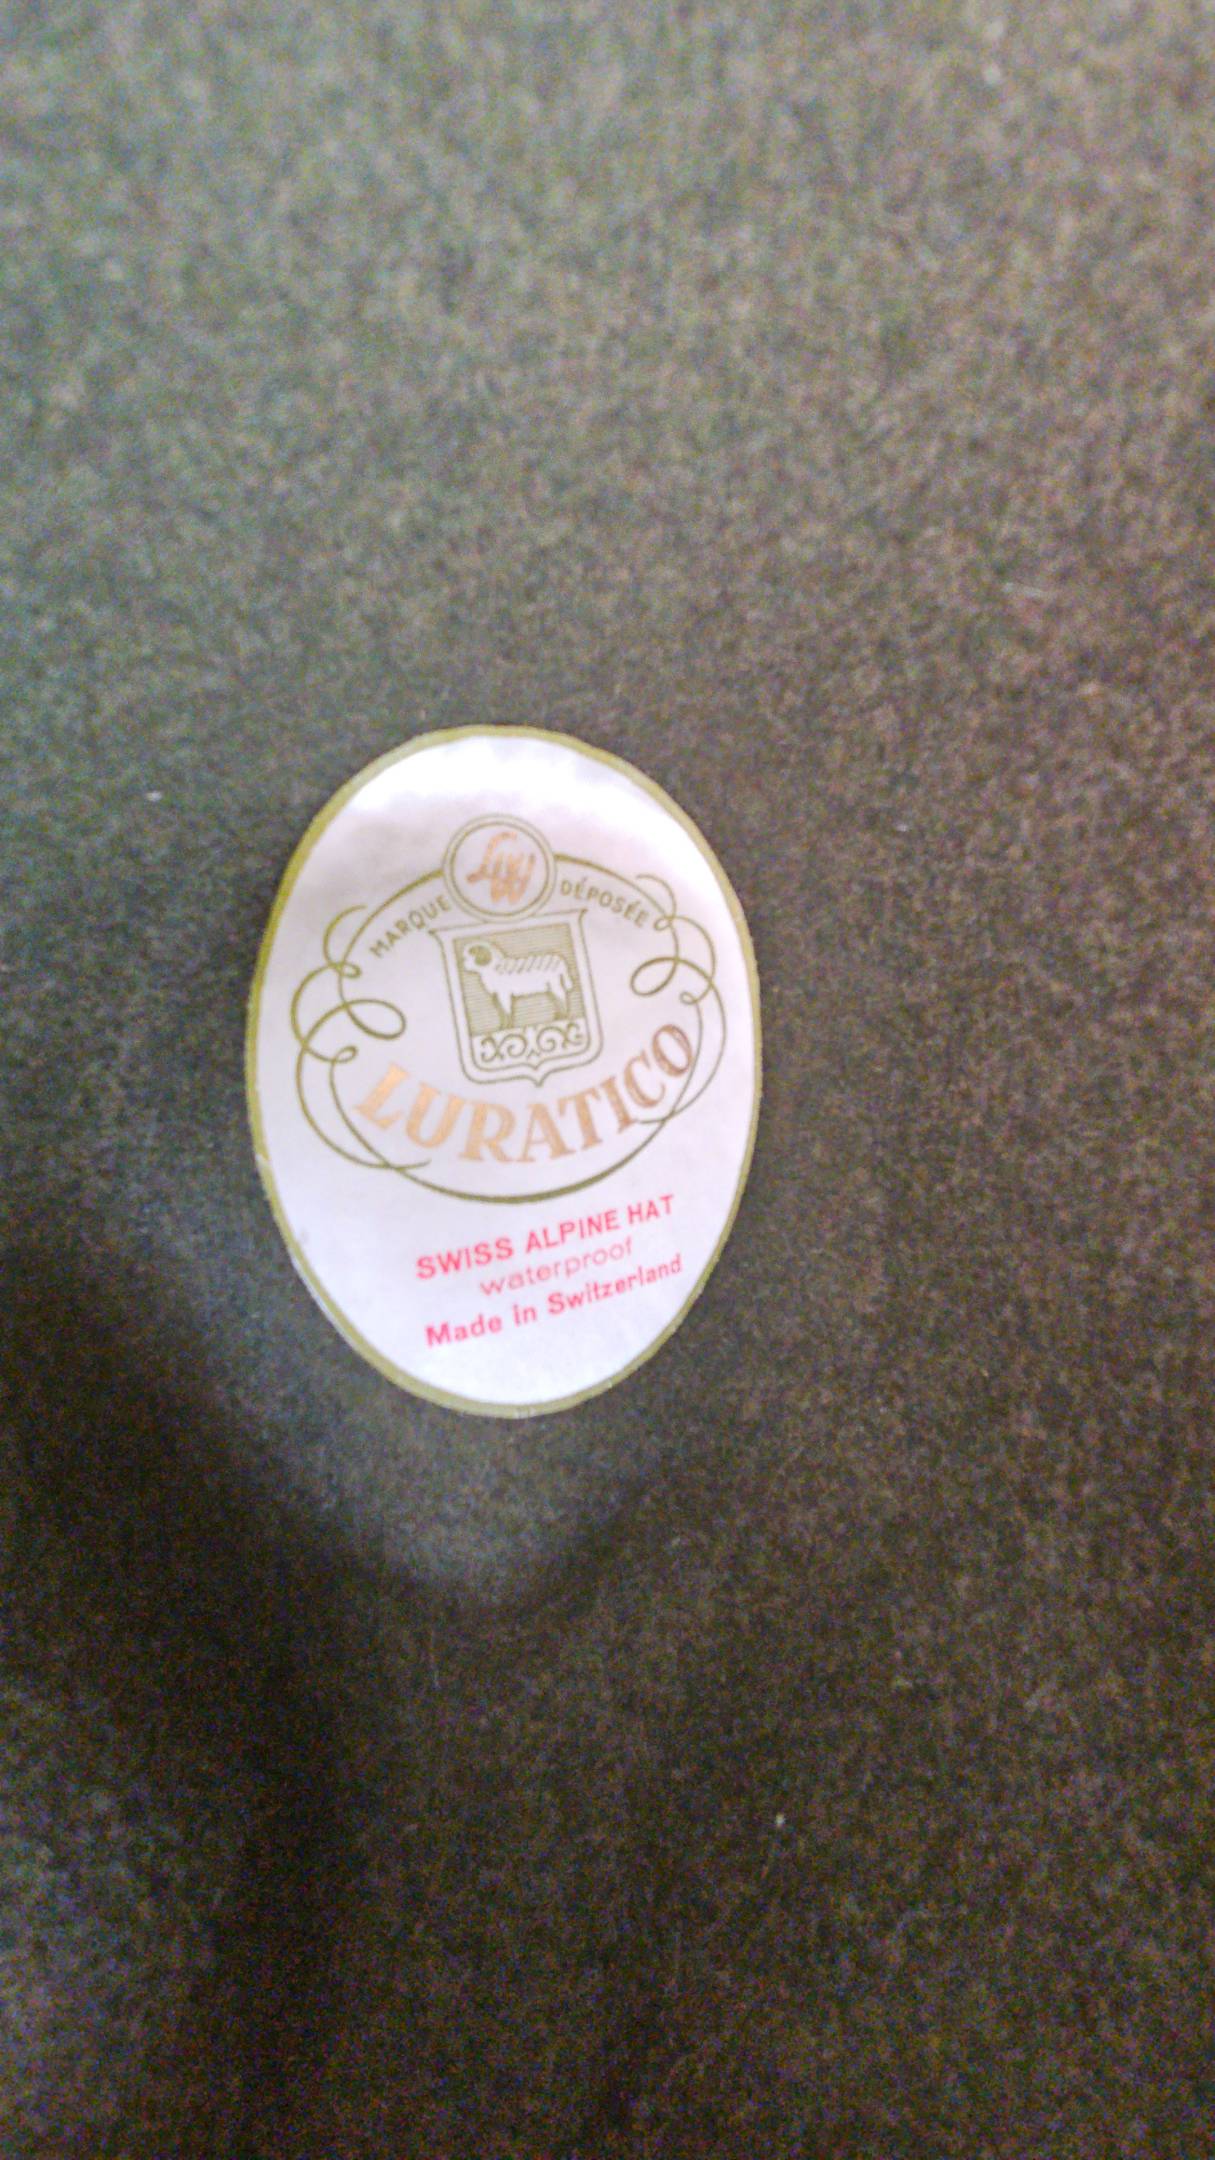 MARQUE DÉPOSÉE
LURATICO
SWISS ALPINE HAT
waterproof
Made in Switzerland